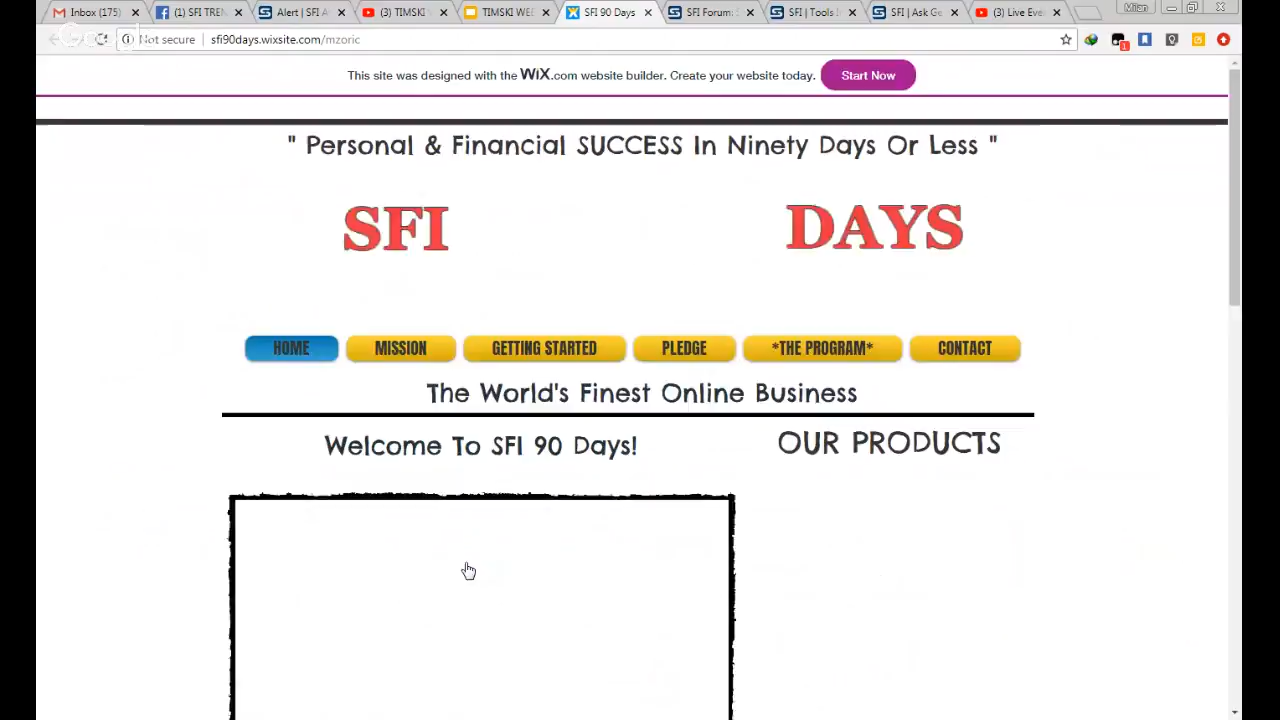 Inbox (175)
(1) SFI TREN
Alert | SFI A
(3) TIMSKI
TIMSKI WEB
SFI 90 Days
SFI Forum:
SFI | Tools
SFI | Ask Ge
(3) Live Eve
Milan
Not secure
sfi90days.wixsite.com/mzoric
1
This site was designed with the WiX.com website builder. Create your website today.
Start Now
" Personal & Financial SUCCESS In Ninety Days Or Less "
SFI
DAYS
HOME
MISSION
GETTING STARTED
PLEDGE
*THE PROGRAM*
CONTACT
The World's Finest Online Business
Welcome To SFI 90 Days!
OUR PRODUCTS